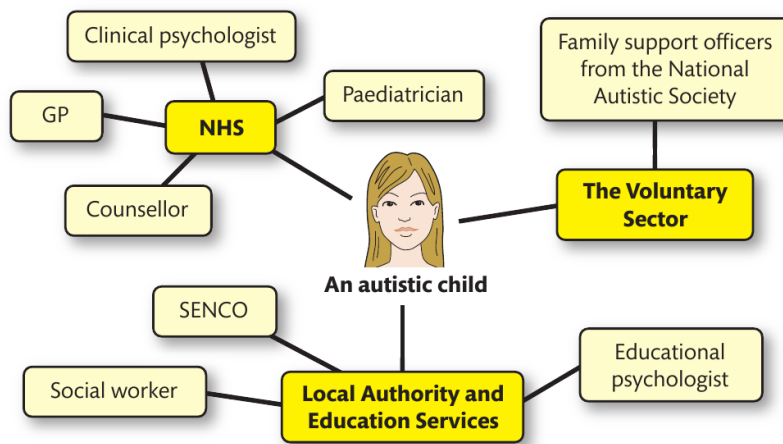 Clinical psychologist
GP
NHS
Paediatrician
Counsellor
Family support officers
from the National
Autistic Society
The Voluntary
Sector
An autistic child
SENCO
Social worker
Local Authority and
Education Services
Educational
psychologist